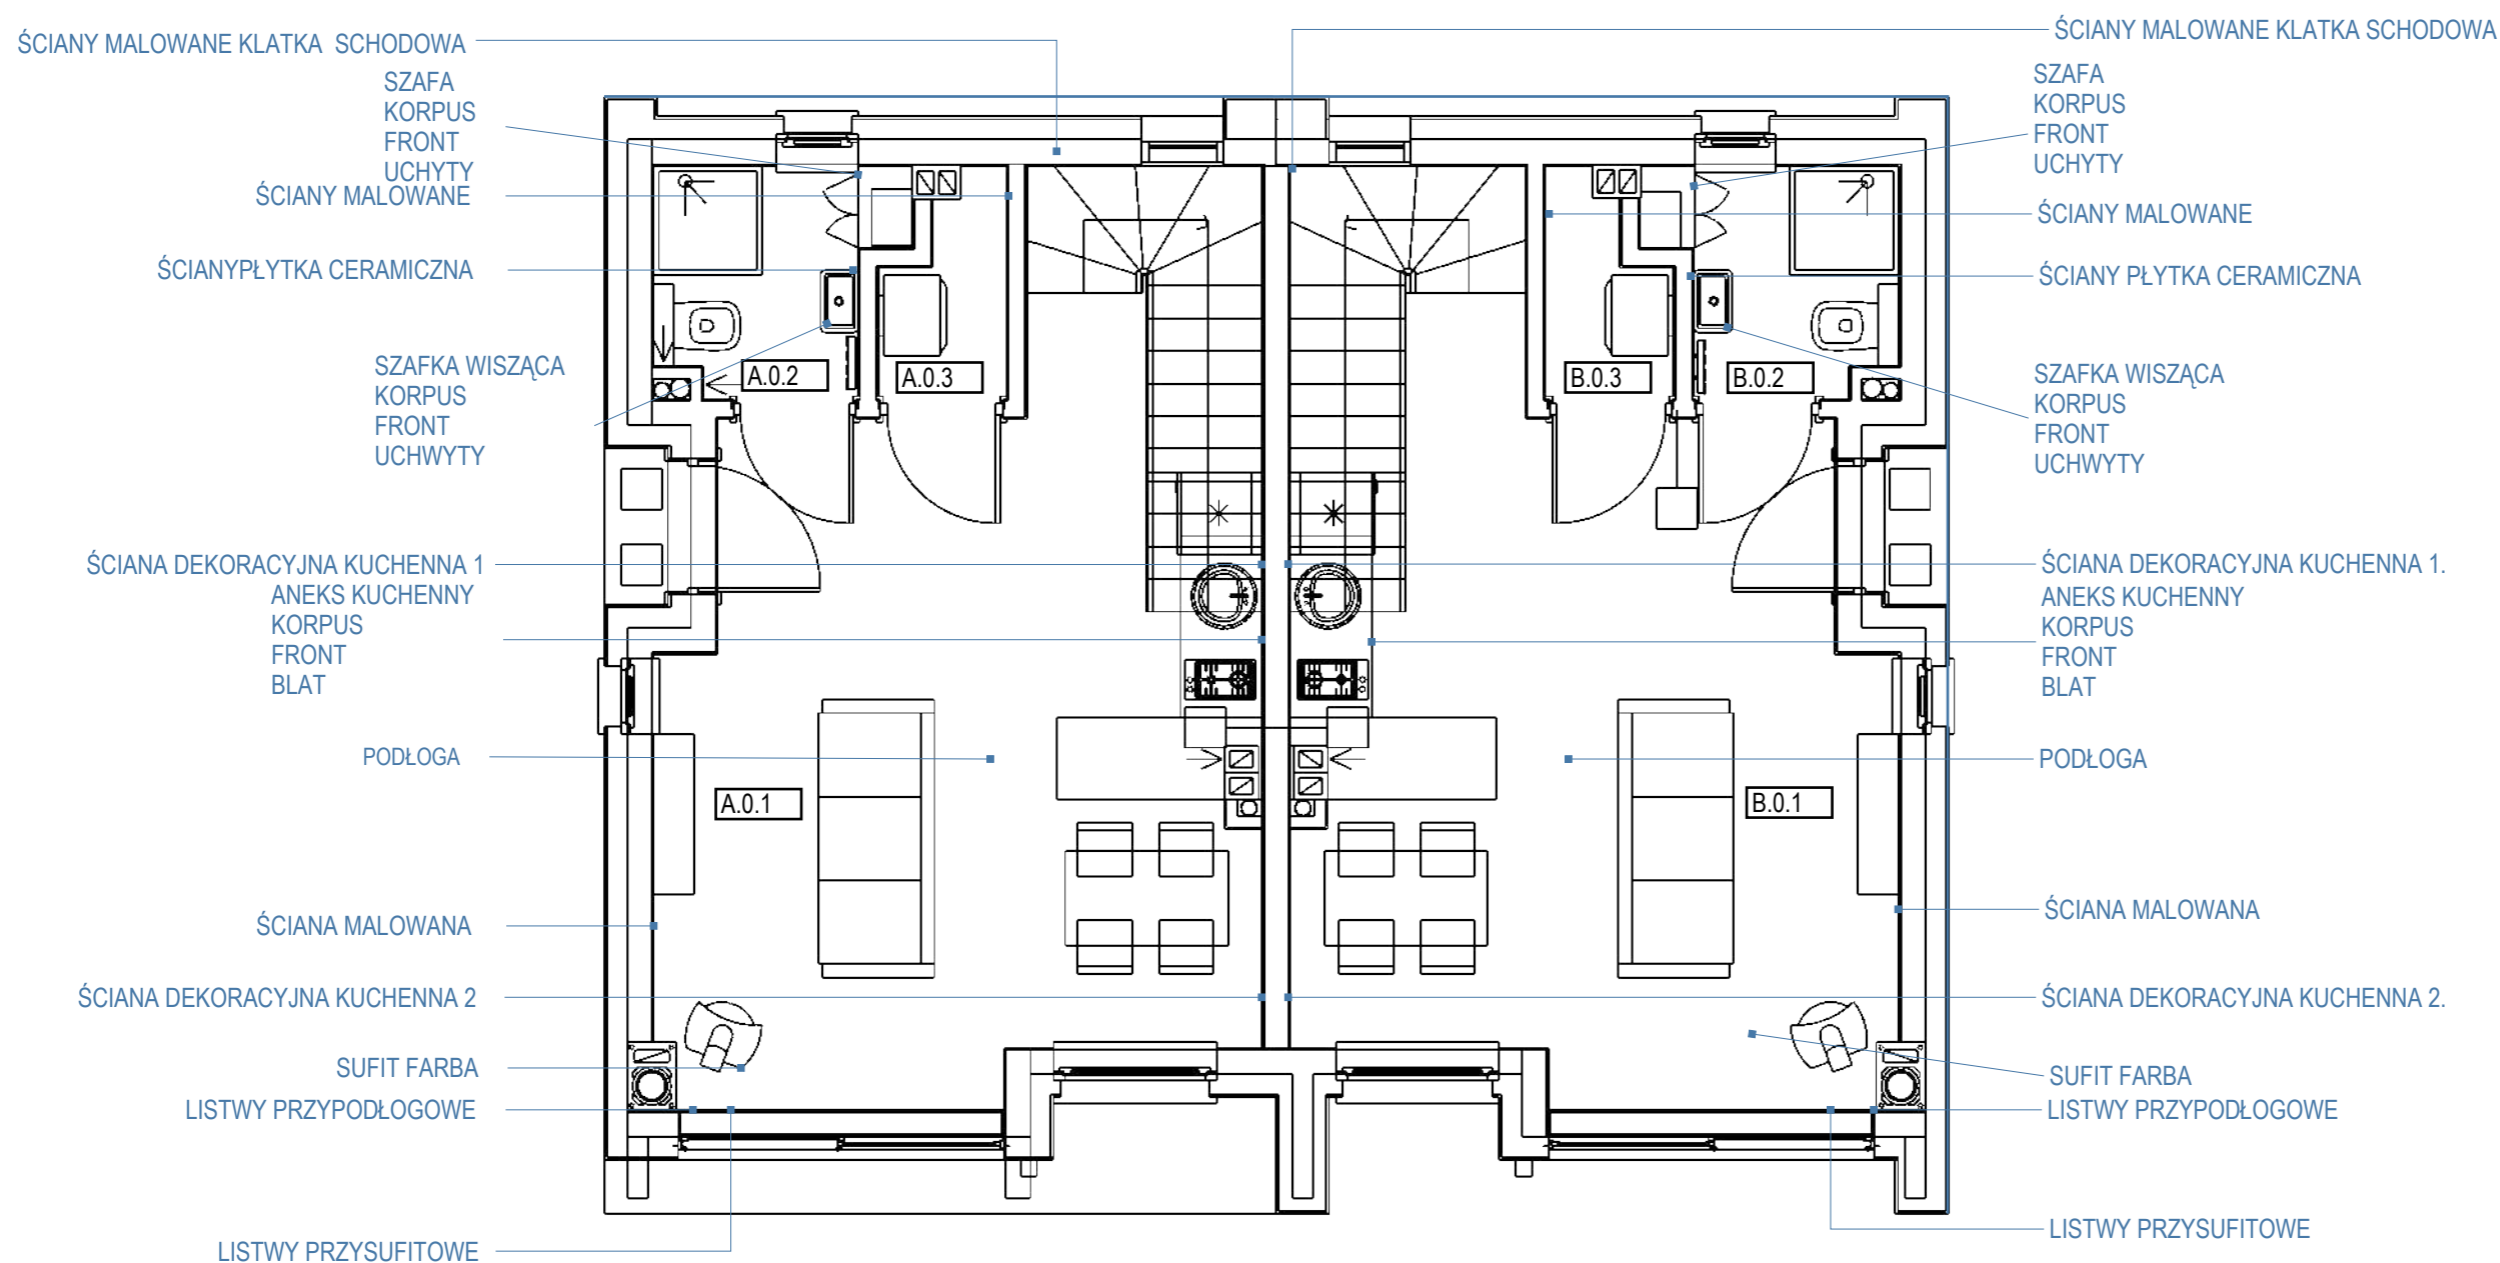 ŚCIANY MALOWANE KLATKA  SCHODOWA
SZAFA
KORPUS
FRONT
UCHYTY
ŚCIANY MALOWANE
ŚCIANYPŁYTKA CERAMICZNA
SZAFKA WISZĄCA
KORPUS
FRONT
UCHWYTY
ŚCIANA DEKORACYJNA KUCHENNA 1
ANEKS KUCHENNY
KORPUS
FRONT
BLAT
PODŁOGA
ŚCIANA MALOWANA
ŚCIANA DEKORACYJNA KUCHENNA 2
SUFIT FARBA
LISTWY PRZYPODŁOGOWE
LISTWY PRZYSUFITOWE
A.0.2
A.0.3
B.0.3
B.0.2
A.0.1
B.0.1
ŚCIANY MALOWANE KLATKA SCHODOWA
SZAFA
KORPUS
FRONT
UCHYTY
ŚCIANY MALOWANE
ŚCIANY PŁYTKA CERAMICZNA
SZAFKA WISZĄCA
KORPUS
FRONT
UCHWYTY
ŚCIANA DEKORACYJNA KUCHENNA 1.
ANEKS KUCHENNY
KORPUS
FRONT
BLAT
PODŁOGA
ŚCIANA MALOWANA
ŚCIANA DEKORACYJNA KUCHENNA 2.
SUFIT FARBA
LISTWY PRZYPODŁOGOWE
LISTWY PRZYSUFITOWE